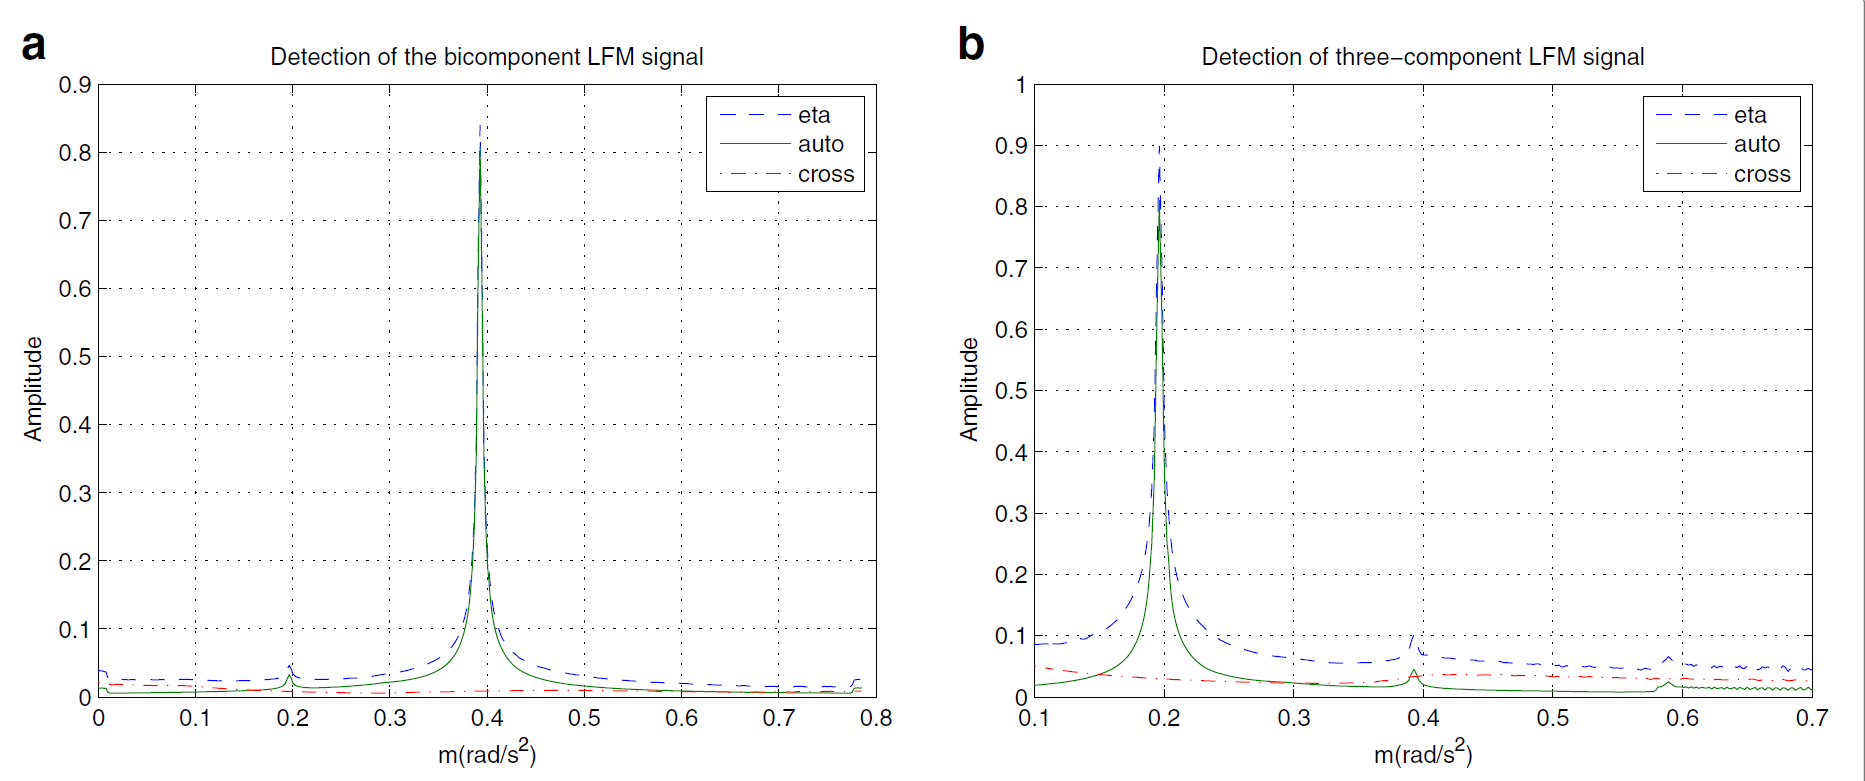 a
Detection of the bicomponent LFM signal
0.9
0.8
0.7
0.6
0.5
0.4
0.3
0.2
0.1
0
Amplitude
eta
auto
cross
0 0.1 0.2 0.3 0.4 0.5 0.6 0.7 0.8
m(rad/s²)
b
Detection of three−component LFM signal
1
0.9
0.8
0.7
0.6
0.5
0.4
0.3
0.2
0.1
0
Amplitude
eta
auto
cross
0.1 0.2 0.3 0.4 0.5 0.6 0.7
m(rad/s²)